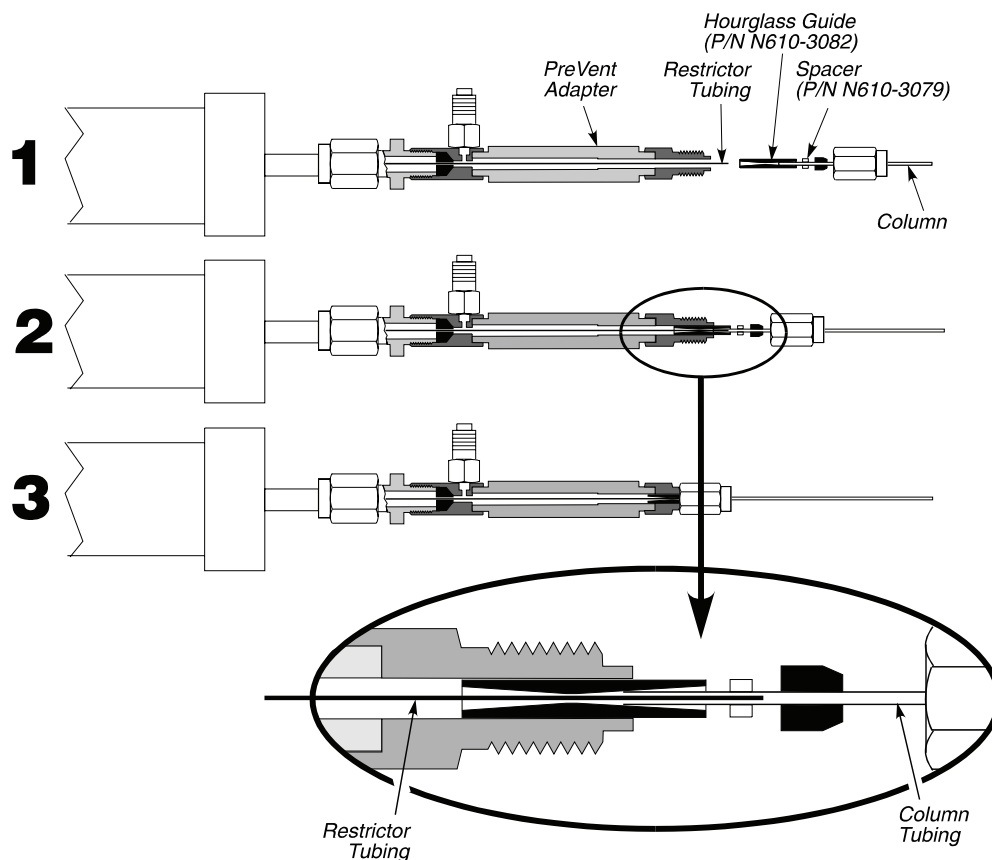 Hourglass Guide
(P/N N610-3082)
PreVent
Adapter
Restrictor
Tubing
Spacer
(P/N N610-3079)
1
Column
2
3
Restrictor
Tubing
Column
Tubing